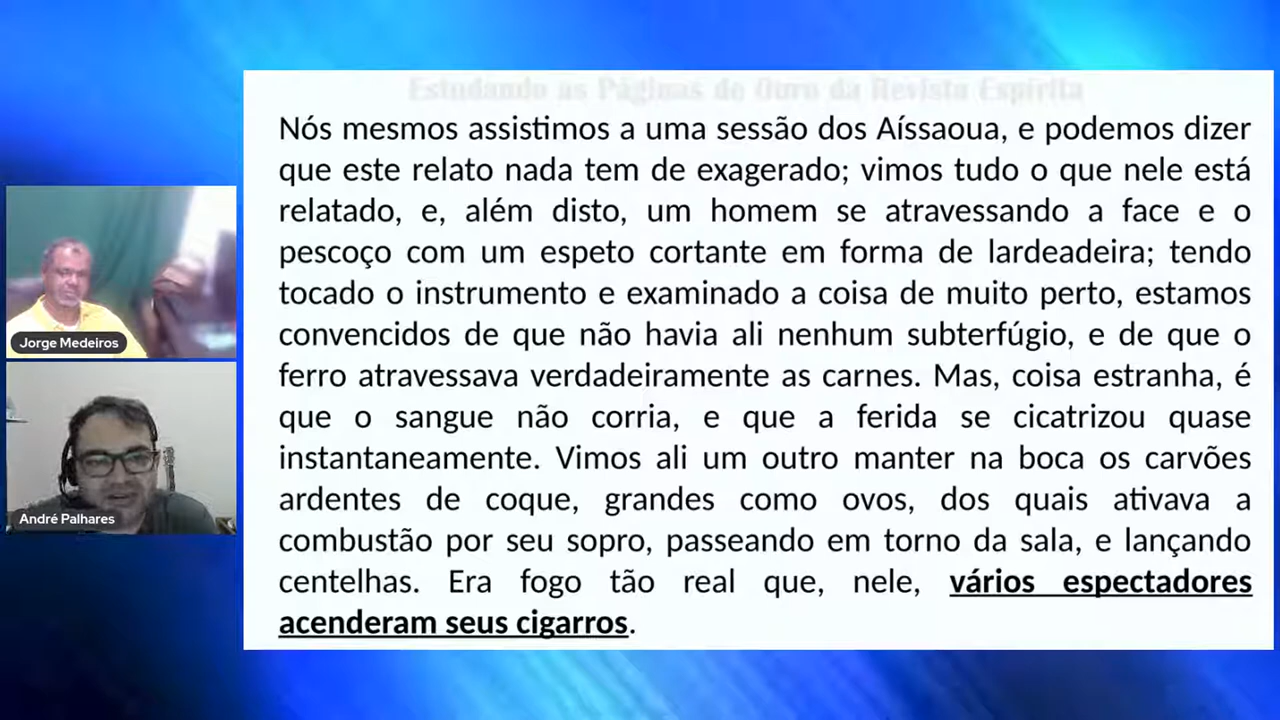 Estudando as Páginas de Ouro da Revista Espírita
Nós mesmos assistimos a uma sessão dos Aíssaoua, e podemos dizer
que este relato nada tem de exagerado; vimos tudo o que nele está
relatado, e, além disto, um homem se atravessando a face e o
pescoço com um espeto cortante em forma de lardeadeira; tendo
tocado o instrumento e examinado a coisa de muito perto, estamos
convencidos de que não havia ali nenhum subterfúgio, e de que o
ferro atravessava verdadeiramente as carnes. Mas, coisa estranha, é
que o sangue não corria, e que a ferida se cicatrizou quase
instantaneamente. Vimos ali um outro manter na boca os carvões
ardentes de coque, grandes como ovos, dos quais ativava a
combustão por seu sopro, passeando em torno da sala, e lançando
centelhas. Era fogo tão real que, nele, vários espectadores
acenderam seus cigarros.
Jorge Medeiros
André Palhares